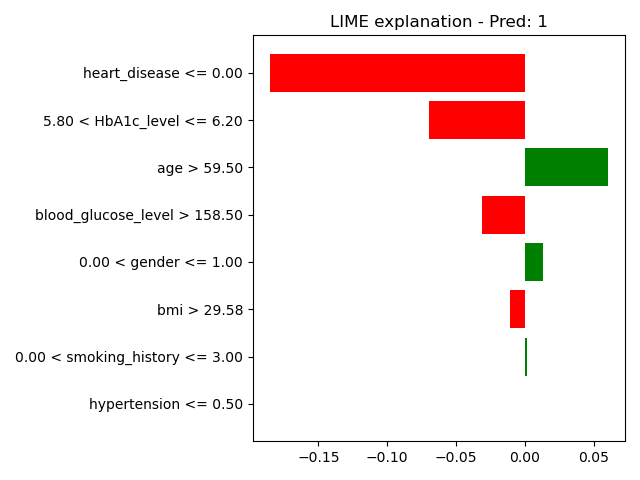 LIME explanation - Pred: 1
heart_disease <= 0.00
5.80 < HbA1c_level <= 6.20
age > 59.50
blood_glucose_level > 158.50
0.00 < gender <= 1.00
bmi > 29.58
0.00 < smoking_history <= 3.00
hypertension <= 0.50
−0.15 −0.10 −0.05 0.00 0.05